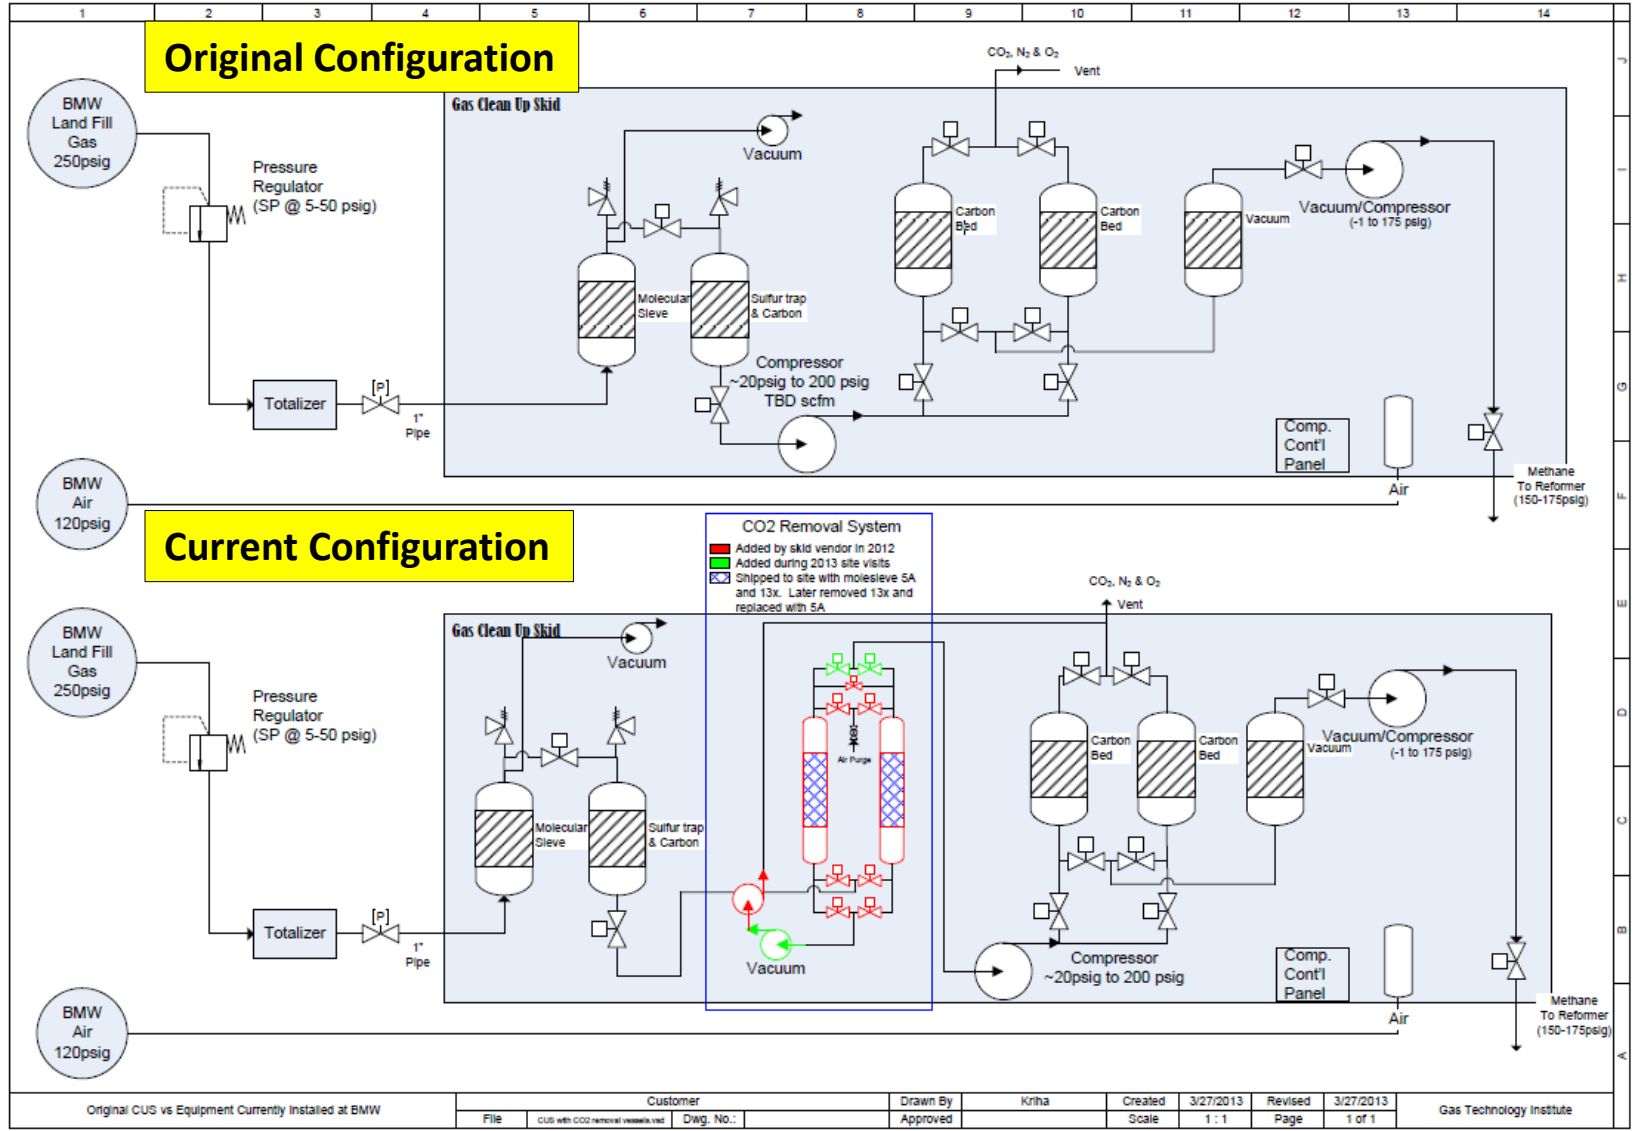 1 2 3 4 5 6 7 8 9 10 11 12 13 14
Original Configuration
CO₂, N₂ & O₂
Vent
J
BMW
Land Fill
Gas
250psig
Gas Clean Up Skid
Vacuum
Pressure
Regulator
(SP @ 5-50 psig)
I
Carbon
Bed
Carbon
Bed
Vacuum
Vacuum/Compressor
(-1 to 175 psig)
H
Molecular
Sieve
Sulfur trap
& Carbon
Compressor
~20psig to 200 psig
TBD scfm
G
Totalizer
[P]
1"
Pipe
Comp.
Cont'l
Panel
Air
Methane
To Reformer
(150-175psig)
F
BMW
Air
120psig
Current Configuration
CO2 Removal System
Added by skid vendor in 2012
Added during 2013 site visits
Shipped to site with molesieve 5A
and 13x. Later removed 13x and
replaced with 5A
CO₂, N₂ & O₂
Vent
E
BMW
Land Fill
Gas
250psig
Gas Clean Up Skid
Vacuum
Pressure
Regulator
(SP @ 5-50 psig)
D
Air Purge
Carbon
Bed
Carbon
Bed
Vacuum
Vacuum/Compressor
(-1 to 175 psig)
C
Molecular
Sieve
Sulfur trap
& Carbon
B
Totalizer
[P]
1"
Pipe
Vacuum
Compressor
~20psig to 200 psig
Comp.
Cont'l
Panel
Air
Methane
To Reformer
(150-175psig)
A
BMW
Air
120psig
Original CUS vs Equipment Currently Installed at BMW
Customer
File CUS with CO2 removal vessels.vsd Dwg. No.:
Drawn By Kriha Created 3/27/2013 Revised 3/27/2013
Approved Scale 1 : 1 Page 1 of 1
Gas Technology Institute